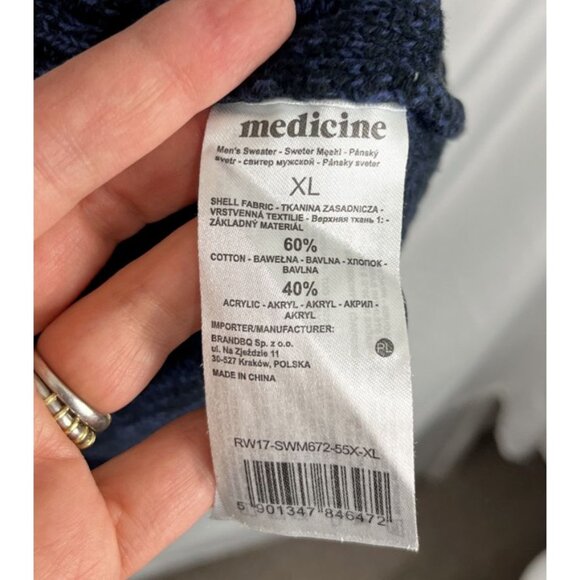 medicine
Men's Sweater - Sweter Męski - Pánský
svetr - свитер мужской - Pánsky sveter
XL
SHELL FABRIC - TKANINA ZASADNICZA -
VRSTVENNÁ TEXTILIE - Верхняя ткань 1: -
ZÁKLADNÝ MATERIÁL
60%
COTTON - BAWEŁNA - BAVLNA - ХЛОПОК -
BAVLNA
40%
ACRYLIC - AKRYL - AKRYL - АКРИЛ -
AKRYL
IMPORTER/MANUFACTURER:
BRANDBQ Sp. z o.o.
ul. Na Zjeździe 11
30-527 Kraków, POLSKA
PL
MADE IN CHINA
RW17-SWM672-55X-XL
5 901347 846472